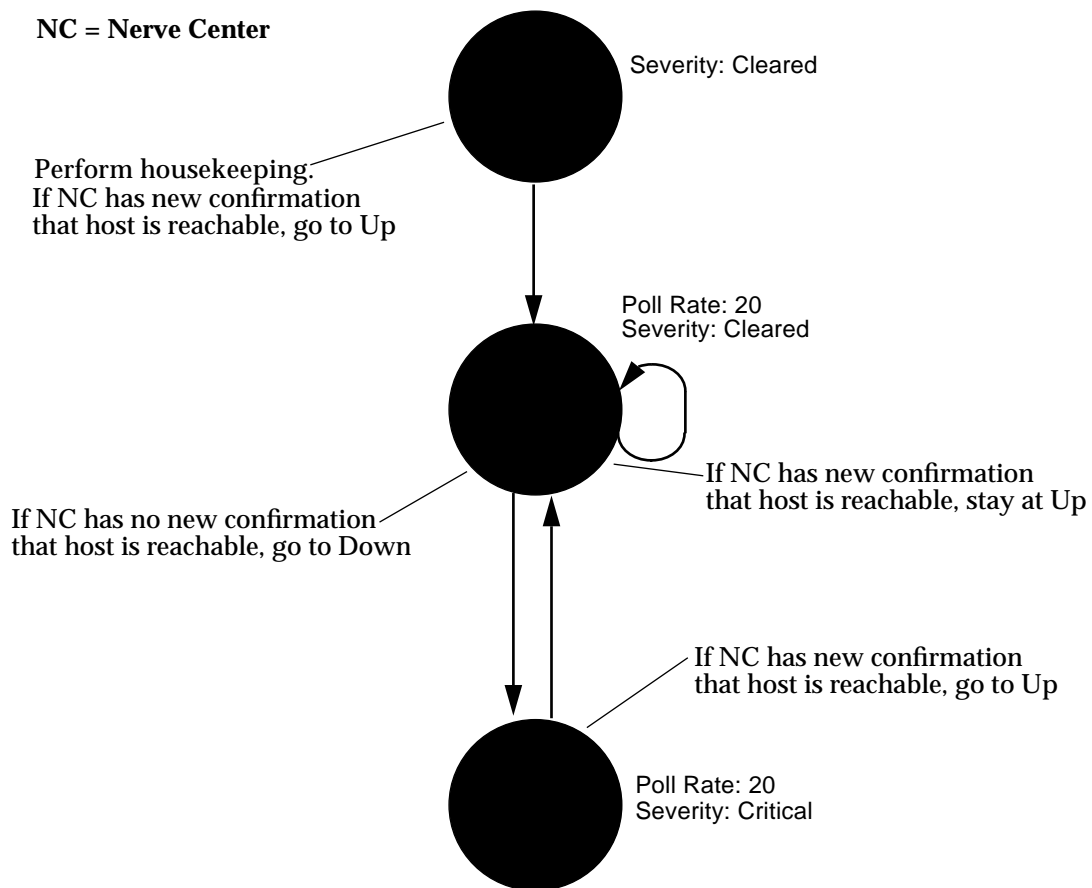 NC = Nerve Center
Severity: Cleared
Perform housekeeping.
If NC has new confirmation
that host is reachable, go to Up
Poll Rate: 20
Severity: Cleared
If NC has new confirmation
that host is reachable, stay at Up
If NC has no new confirmation
that host is reachable, go to Down
If NC has new confirmation
that host is reachable, go to Up
Poll Rate: 20
Severity: Critical